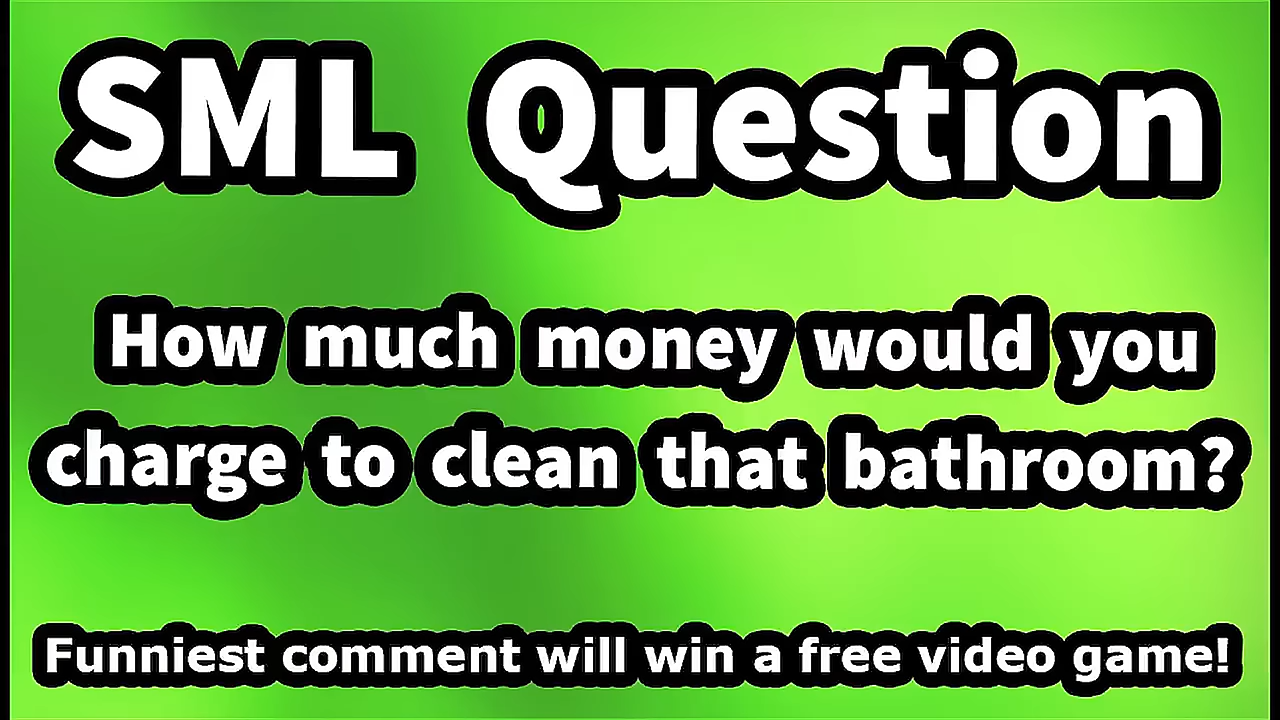 SML Question
How much money would you
charge to clean that bathroom?
Funniest comment will win a free video game!